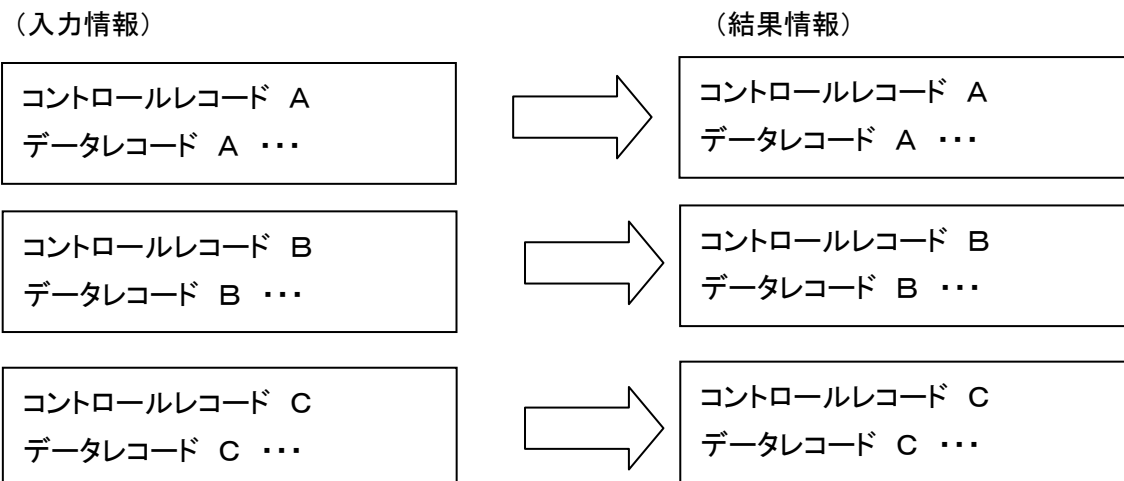 （入力情報）
（結果情報）
コントロールレコード　Ａ
データレコード　Ａ　・・・
コントロールレコード　Ａ
データレコード　Ａ　・・・
コントロールレコード　Ｂ
データレコード　Ｂ　・・・
コントロールレコード　Ｂ
データレコード　Ｂ　・・・
コントロールレコード　Ｃ
データレコード　Ｃ　・・・
コントロールレコード　Ｃ
データレコード　Ｃ　・・・